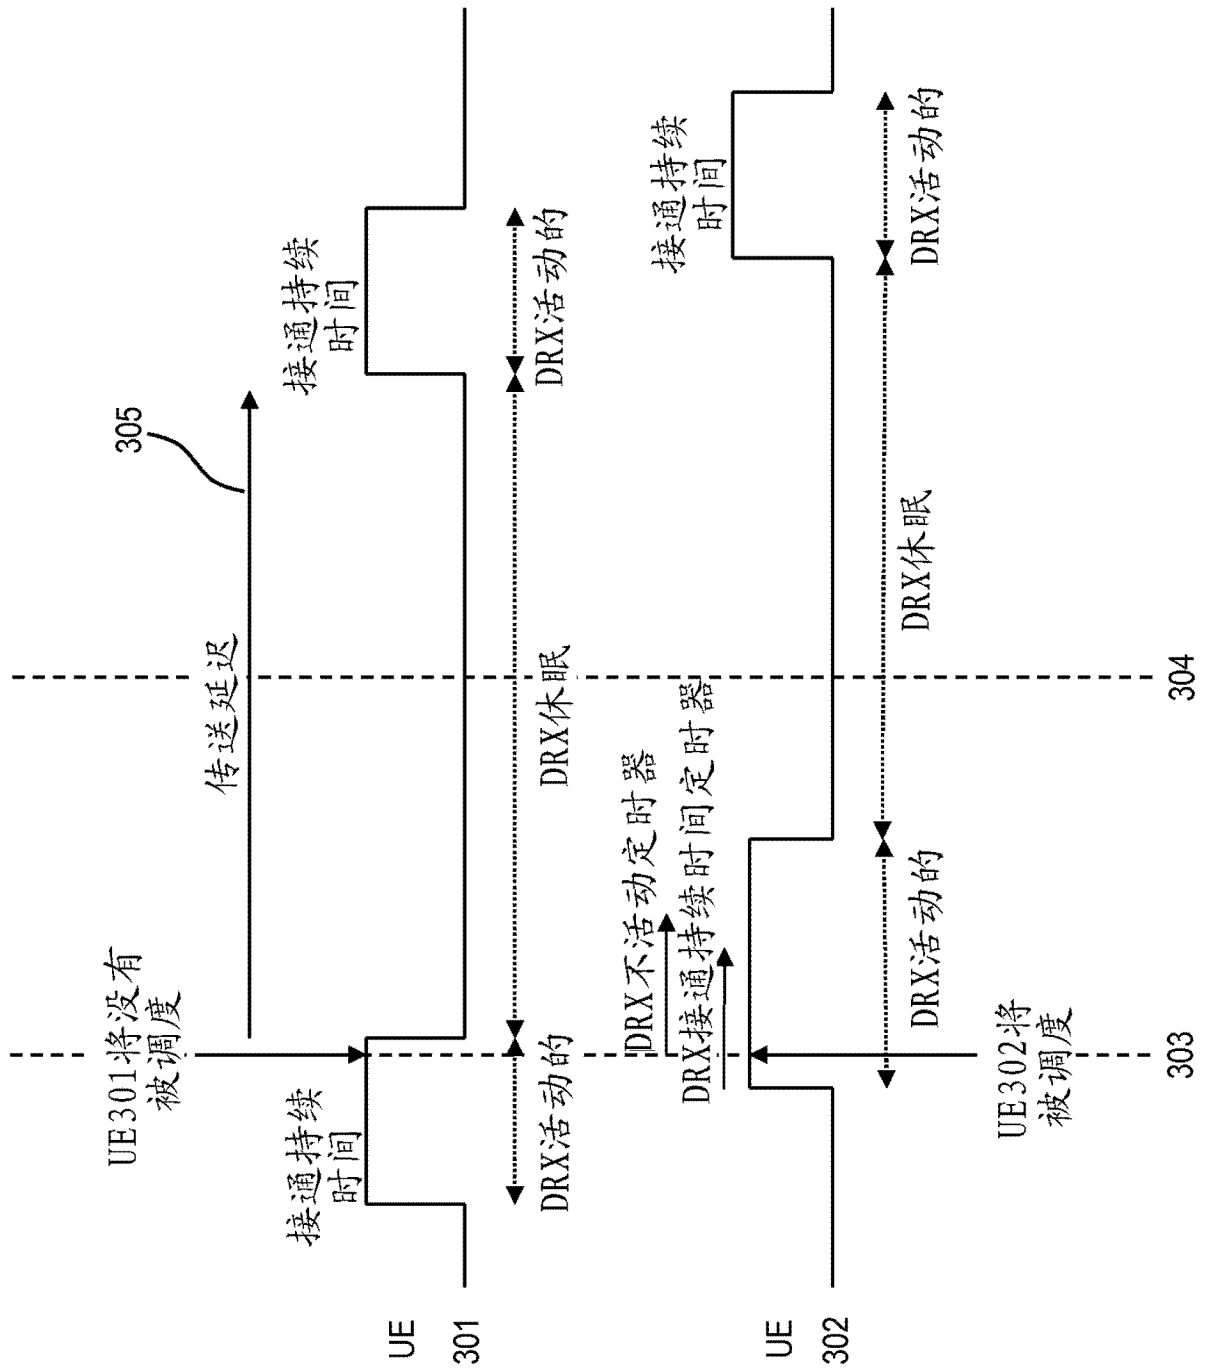 305
传送延迟
UE301将没有
被调度
接通持续
时间
接通持续
时间
UE
301
DRX活动的
DRX休眠
DRX活动的
DRX不活动定时器
DRX接通持续时间定时器
接通持续
时间
UE
302
DRX活动的
DRX休眠
DRX活动的
UE302将
被调度
303
304